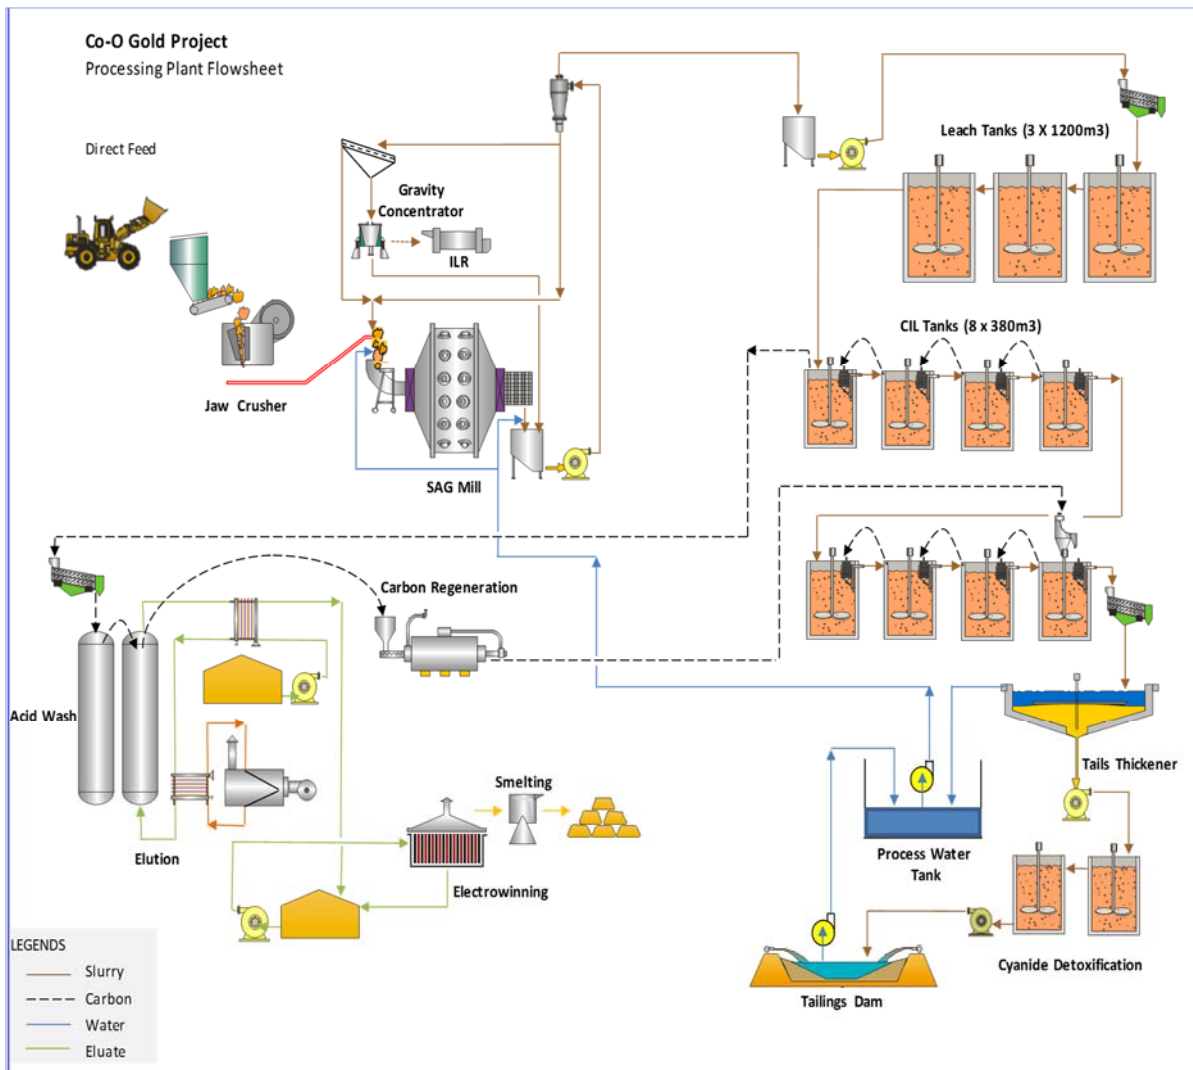 Co-O Gold Project
Processing Plant Flowsheet
Direct Feed
Leach Tanks (3 X 1200m3)
Gravity
Concentrator
ILR
CIL Tanks (8 x 380m3)
Jaw Crusher
SAG Mill
Carbon Regeneration
Acid Wash
Tails Thickener
Smelting
Process Water
Tank
Elution
Electrowinning
Cyanide Detoxification
Tailings Dam
LEGENDS
Slurry
Carbon
Water
Eluate